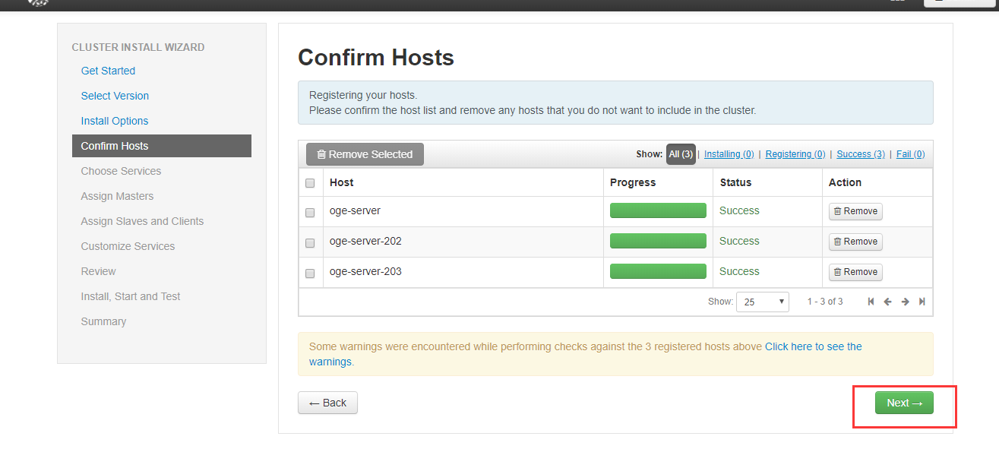 CLUSTER INSTALL WIZARD
Get Started
Select Version
Install Options
Confirm Hosts
Choose Services
Assign Masters
Assign Slaves and Clients
Customize Services
Review
Install, Start and Test
Summary
Confirm Hosts
Registering your hosts.
Please confirm the host list and remove any hosts that you do not want to include in the cluster.
Remove Selected Show: All (3) | Installing (0) | Registering (0) | Success (3) | Fail (0)
Host Progress Status Action
oge-server Success Remove
oge-server-202 Success Remove
oge-server-203 Success Remove
Show: 25 1 - 3 of 3
Some warnings were encountered while performing checks against the 3 registered hosts above Click here to see the
warnings.
← Back Next →